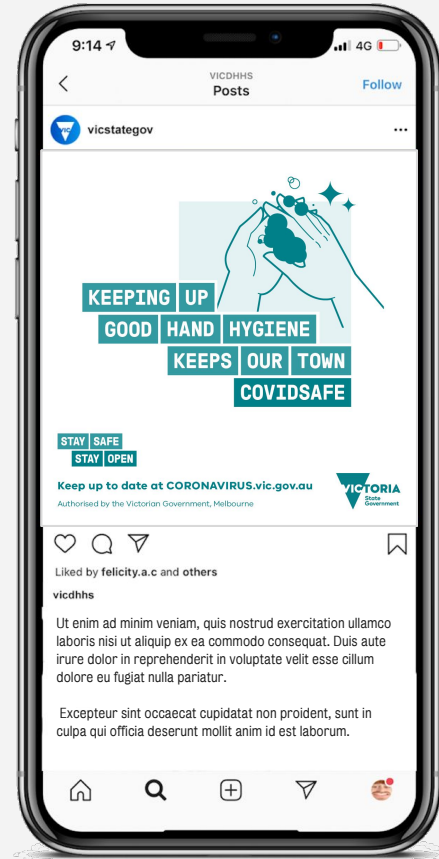 9:14
4G
VICDHHS
Posts
Follow
VIC
vicstategov
KEEPING UP
GOOD HAND HYGIENE
KEEPS OUR TOWN
COVIDSAFE
STAY SAFE
STAY OPEN
Keep up to date at CORONAVIRUS.vic.gov.au
Authorised by the Victorian Government, Melbourne
VICTORIA
State
Government
Liked by felicity.a.c and others
vicdhhs
Ut enim ad minim veniam, quis nostrud exercitation ullamco
laboris nisi ut aliquip ex ea commodo consequat. Duis aute
irure dolor in reprehenderit in voluptate velit esse cillum
dolore eu fugiat nulla pariatur.
Excepteur sint occaecat cupidatat non proident, sunt in
culpa qui officia deserunt mollit anim id est laborum.